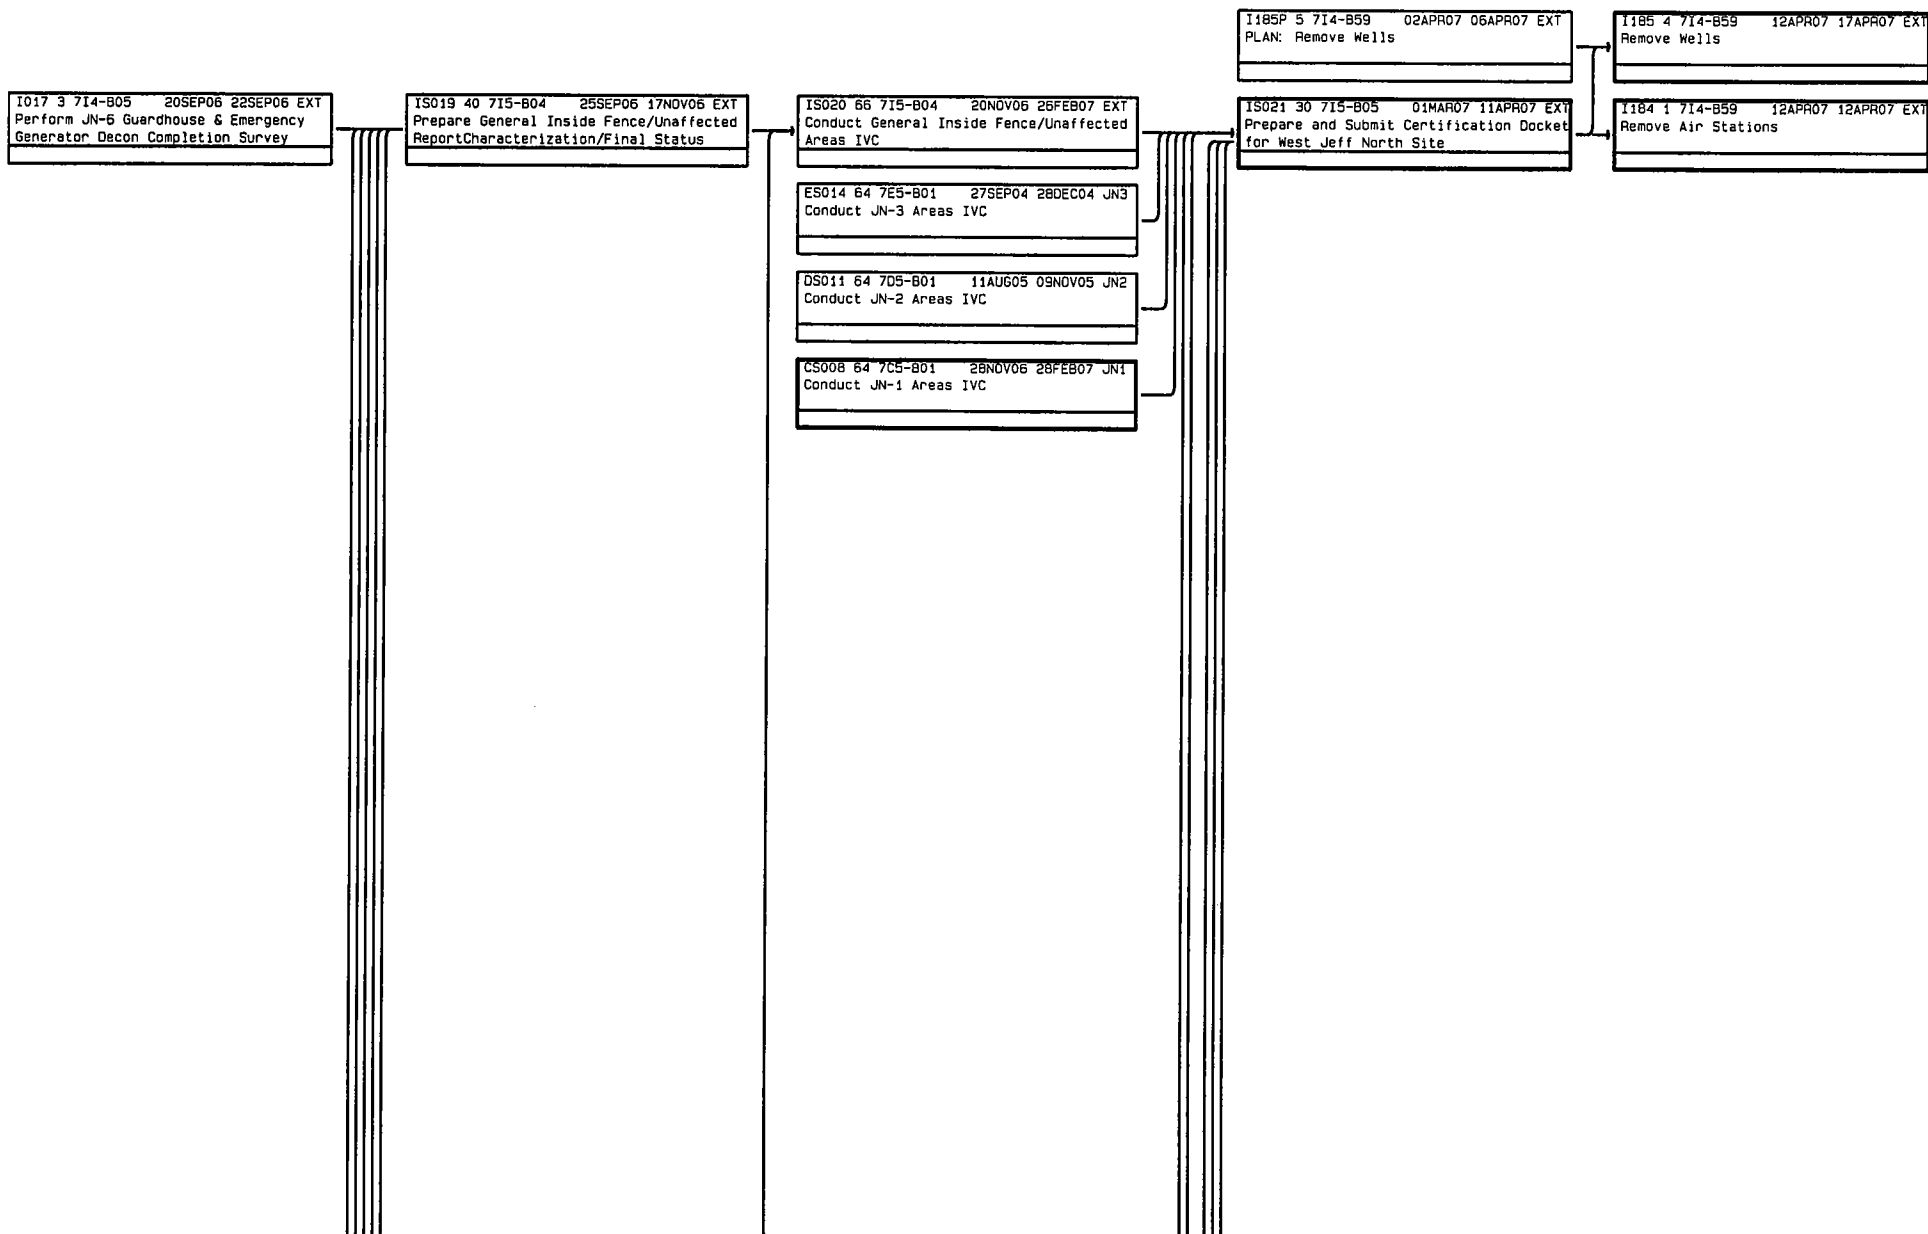 I185P 5 7I4-B59 02APR07 06APR07 EXT
PLAN: Remove Wells
I185 4 7I4-B59 12APR07 17APR07 EXT
Remove Wells
I017 3 7I4-B05 20SEP06 22SEP06 EXT
Perform JN-6 Guardhouse & Emergency
Generator Decon Completion Survey
IS019 40 7I5-B04 25SEP06 17NOV06 EXT
Prepare General Inside Fence/Unaffected
ReportCharacterization/Final Status
IS020 66 7I5-B04 20NOV06 26FEB07 EXT
Conduct General Inside Fence/Unaffected
Areas IVC
IS021 30 7I5-B05 01MAR07 11APR07 EXT
Prepare and Submit Certification Docket
for West Jeff North Site
I184 1 7I4-B59 12APR07 12APR07 EXT
Remove Air Stations
ES014 64 7E5-B01 27SEP04 28DEC04 JN3
Conduct JN-3 Areas IVC
DS011 64 7D5-B01 11AUG05 09NOV05 JN2
Conduct JN-2 Areas IVC
CS008 64 7C5-B01 28NOV06 28FEB07 JN1
Conduct JN-1 Areas IVC